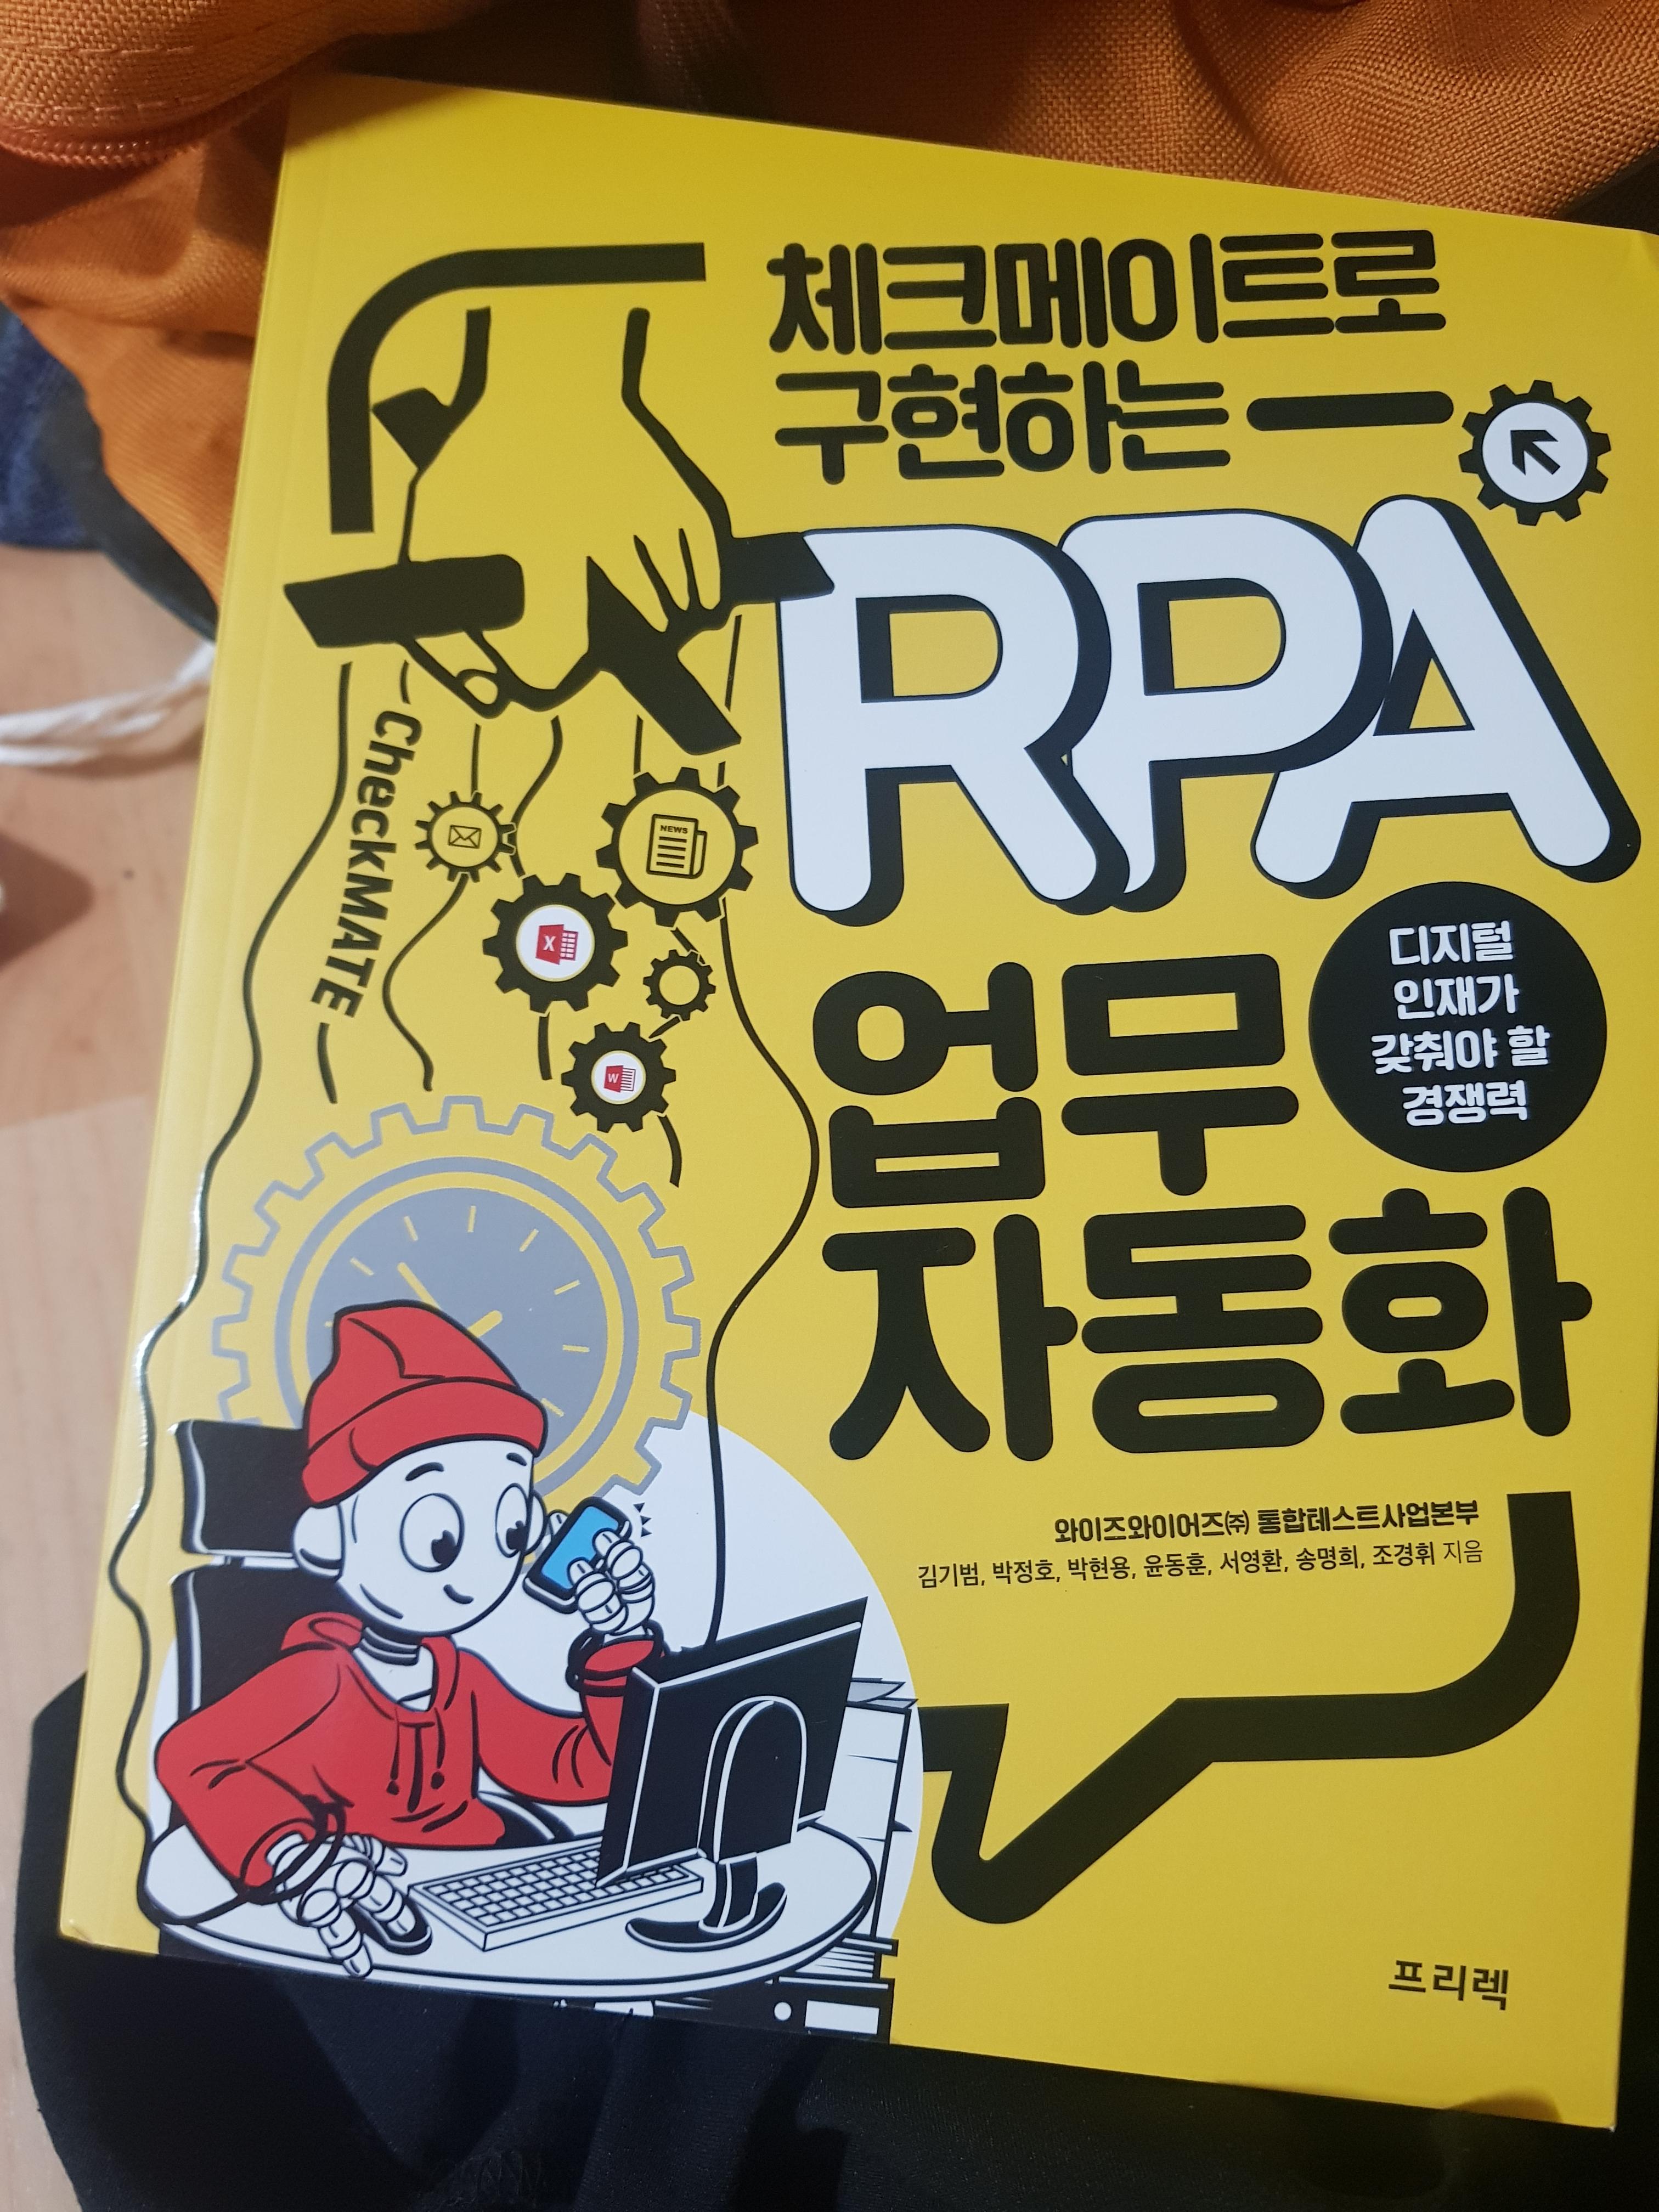 체크메이트로
구현하는
RPA
업무
자동화
디지털
인재가
갖춰야 할
경쟁력
CheckMATE
NEWS
X
W
와이즈와이어즈㈜ 통합테스트사업본부
김기범, 박정호, 박현용, 윤동훈, 서영환, 송명희, 조경휘 지음
프리렉